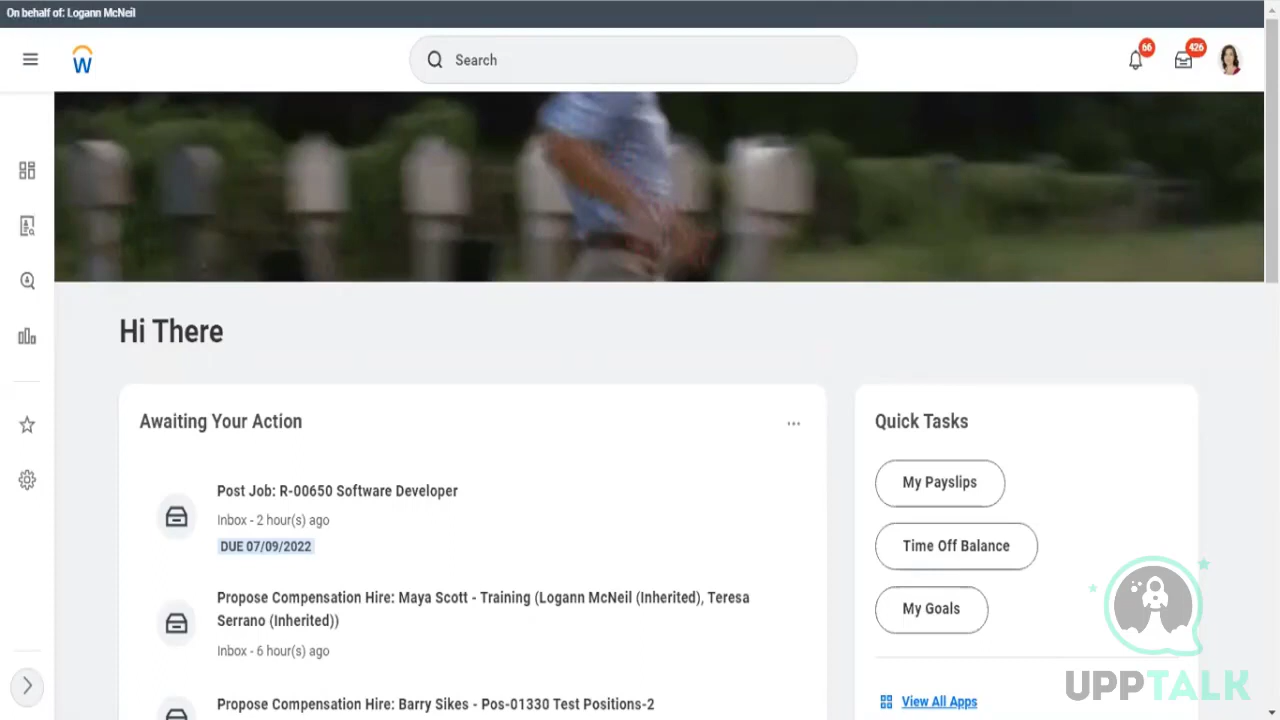 On behalf of: Logann McNeil
W
Search
66
426
Hi There
Awaiting Your Action
Quick Tasks
Post Job: R-00650 Software Developer
Inbox - 2 hour(s) ago
DUE 07/09/2022
My Payslips
Time Off Balance
Propose Compensation Hire: Maya Scott - Training (Logann McNeil (Inherited), Teresa
Serrano (Inherited))
Inbox - 6 hour(s) ago
My Goals
Propose Compensation Hire: Barry Sikes - Pos-01330 Test Positions-2
View All Apps
UPPTALK